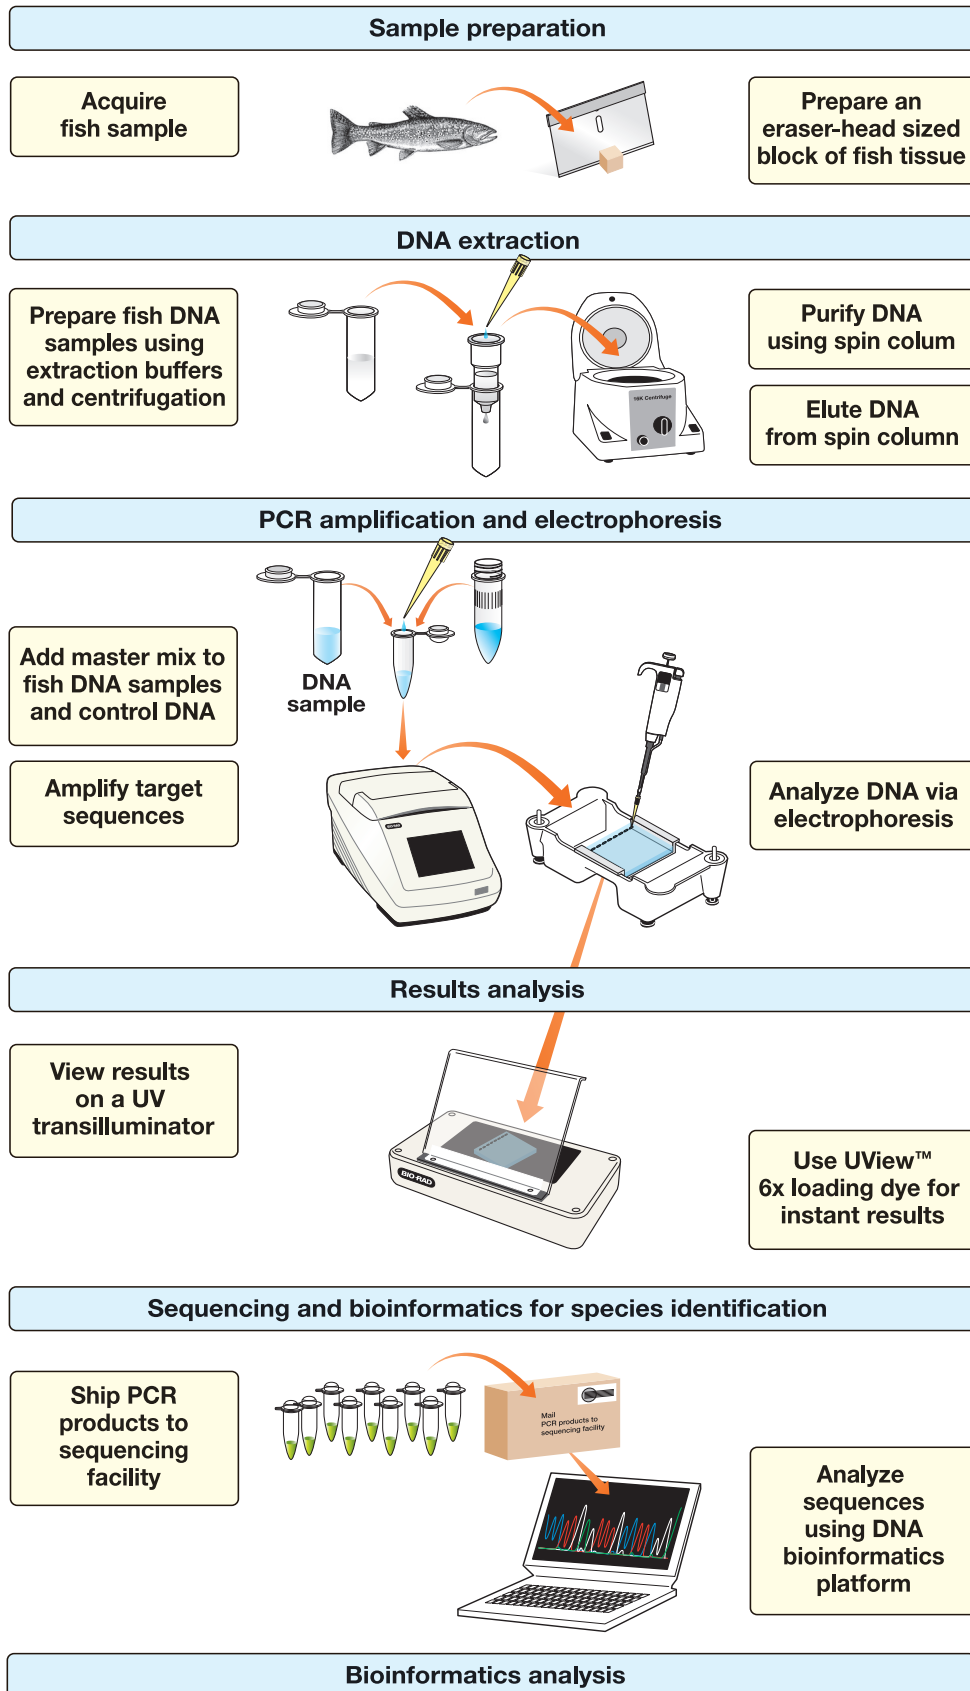 Sample preparation
Acquire
fish sample
Prepare an
eraser-head sized
block of fish tissue
DNA extraction
Prepare fish DNA
samples using
extraction buffers
and centrifugation
16K Centrifuge
Purify DNA
using spin colum
Elute DNA
from spin column
PCR amplification and electrophoresis
Add master mix to
fish DNA samples
and control DNA
DNA
sample
Amplify target
sequences
BIO-RAD
Analyze DNA via
electrophoresis
Results analysis
View results
on a UV
transilluminator
BIO-RAD
Use UView™
6x loading dye for
instant results
Sequencing and bioinformatics for species identification
Ship PCR
products to
sequencing
facility
Mail
PCR products to
sequencing facility
Analyze
sequences
using DNA
bioinformatics
platform
Bioinformatics analysis